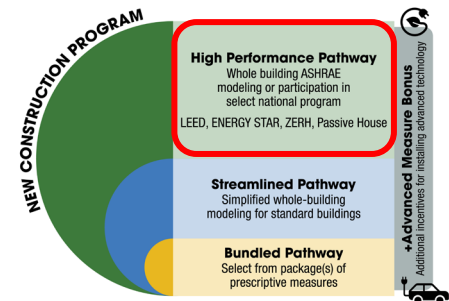 NEW CONSTRUCTION PROGRAM
High Performance Pathway
Whole building ASHRAE
modeling or participation in
select national program
LEED, ENERGY STAR, ZERH, Passive House
Streamlined Pathway
Simplified whole-building
modeling for standard buildings
Bundled Pathway
Select from package(s) of
prescriptive measures
+Advanced Measure Bonus
Additional incentives for installing advanced technology